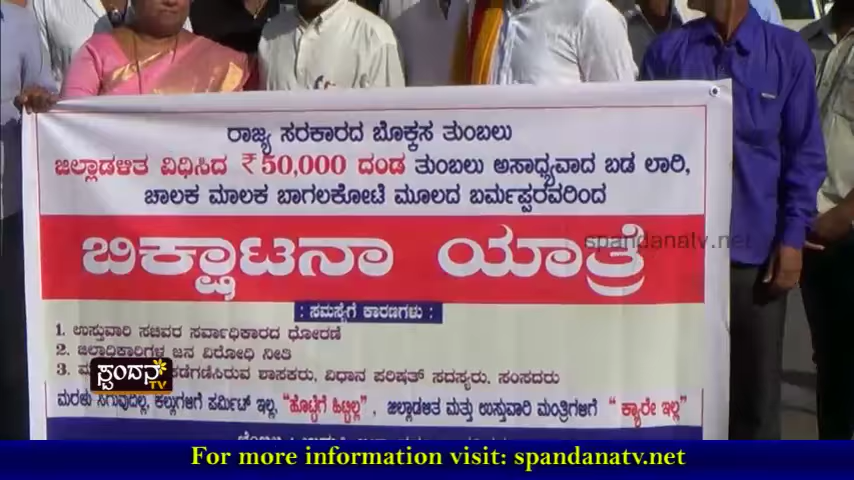 ರಾಜ್ಯ ಸರಕಾರದ ಬೊಕ್ಕಸ ತುಂಬಲು
ಜಿಲ್ಲಾಡಳಿತ ವಿಧಿಸಿದ ₹50,000 ದಂಡ ತುಂಬಲು ಅಸಾಧ್ಯವಾದ ಬಡ ಲಾರಿ,
ಚಾಲಕ ಮಾಲಕ ಬಾಗಲಕೋಟೆ ಮೂಲದ ಬರ್ಮಪ್ಪರವರಿಂದ
ಬಿಕ್ಷಾಟನಾ ಯಾತ್ರೆ
spandanatv.net
: ಸಮಸ್ಯೆಗೆ ಕಾರಣಗಳು :
1. ಉಸ್ತುವಾರಿ ಸಚಿವರ ಸರ್ವಾಧಿಕಾರದ ಧೋರಣೆ
2. ಜಿಲ್ಲಾಧಿಕಾರಿಗಳ ಜನ ವಿರೋಧಿ ನೀತಿ
3. ಕಡೆಗಣಿಸಿರುವ ಶಾಸಕರು, ವಿಧಾನ ಪರಿಷತ್ ಸದಸ್ಯರು. ಸಂಸದರು
ಸ್ಪಂದನ TV
ಮರಳು ಸಿಗುವುದಿಲ್ಲ, ಕಲ್ಲುಗಳಿಗೆ ಪರ್ಮಿಟ್ ಇಲ್ಲ, "ಹೊಟ್ಟೆಗೆ ಹಿಟ್ಟಿಲ್ಲ", ಜಿಲ್ಲಾಡಳಿತ ಮತ್ತು ಉಸ್ತುವಾರಿ ಮಂತ್ರಿಗಳಿಗೆ " ಕ್ಯಾರೇ ಇಲ್ಲ"
For more information visit: spandanatv.net